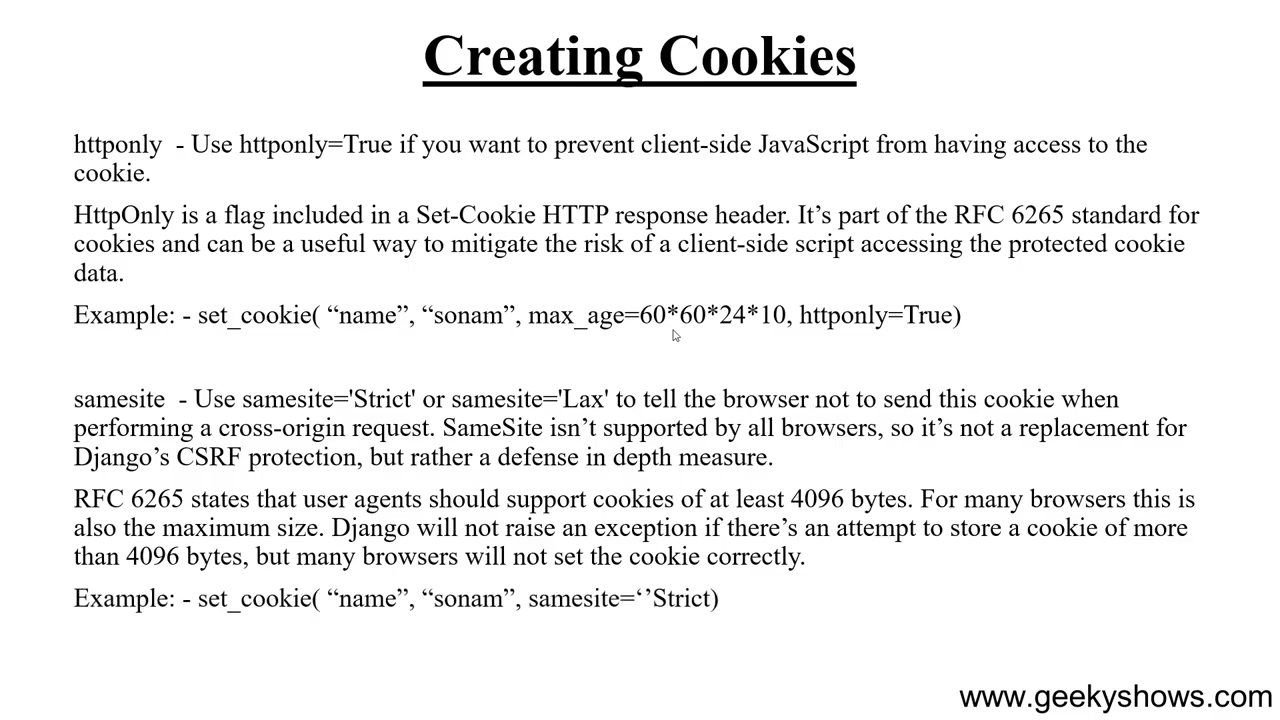 Creating Cookies
httponly - Use httponly=True if you want to prevent client-side JavaScript from having access to the
cookie.
HttpOnly is a flag included in a Set-Cookie HTTP response header. It’s part of the RFC 6265 standard for
cookies and can be a useful way to mitigate the risk of a client-side script accessing the protected cookie
data.
Example: - set_cookie( “name”, “sonam”, max_age=60*60*24*10, httponly=True)
samesite - Use samesite='Strict' or samesite='Lax' to tell the browser not to send this cookie when
performing a cross-origin request. SameSite isn’t supported by all browsers, so it’s not a replacement for
Django’s CSRF protection, but rather a defense in depth measure.
RFC 6265 states that user agents should support cookies of at least 4096 bytes. For many browsers this is
also the maximum size. Django will not raise an exception if there’s an attempt to store a cookie of more
than 4096 bytes, but many browsers will not set the cookie correctly.
Example: - set_cookie( “name”, “sonam”, samesite=‘’Strict)
www.geekyshows.com